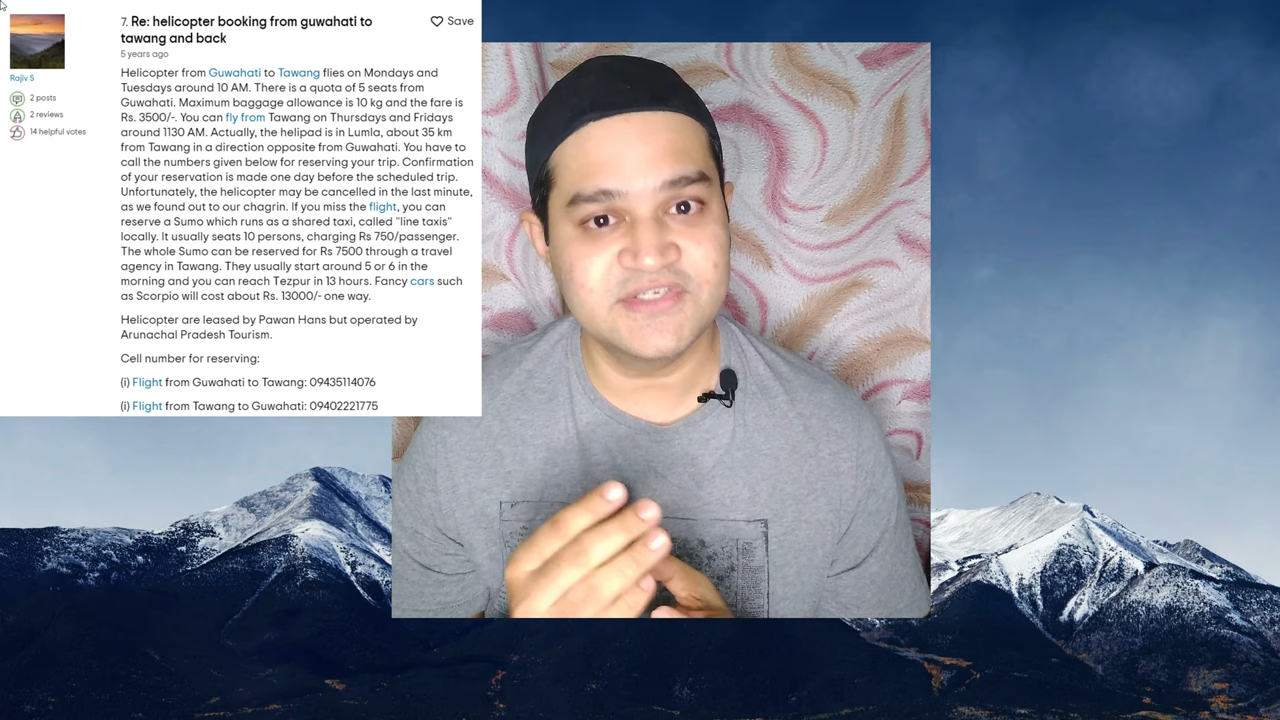 7. Re: helicopter booking from guwahati to
tawang and back
Save
5 years ago
Rajiv S
2 posts
2 reviews
14 helpful votes
Helicopter from Guwahati to Tawang flies on Mondays and
Tuesdays around 10 AM. There is a quota of 5 seats from
Guwahati. Maximum baggage allowance is 10 kg and the fare is
Rs. 3500/-. You can fly from Tawang on Thursdays and Fridays
around 1130 AM. Actually, the helipad is in Lumla, about 35 km
from Tawang in a direction opposite from Guwahati. You have to
call the numbers given below for reserving your trip. Confirmation
of your reservation is made one day before the scheduled trip.
Unfortunately, the helicopter may be cancelled in the last minute,
as we found out to our chagrin. If you miss the flight, you can
reserve a Sumo which runs as a shared taxi, called "line taxis"
locally. It usually seats 10 persons, charging Rs 750/passenger.
The whole Sumo can be reserved for Rs 7500 through a travel
agency in Tawang. They usually start around 5 or 6 in the
morning and you can reach Tezpur in 13 hours. Fancy cars such
as Scorpio will cost about Rs. 13000/- one way.
Helicopter are leased by Pawan Hans but operated by
Arunachal Pradesh Tourism.
Cell number for reserving:
(i) Flight from Guwahati to Tawang: 09435114076
(i) Flight from Tawang to Guwahati: 09402221775